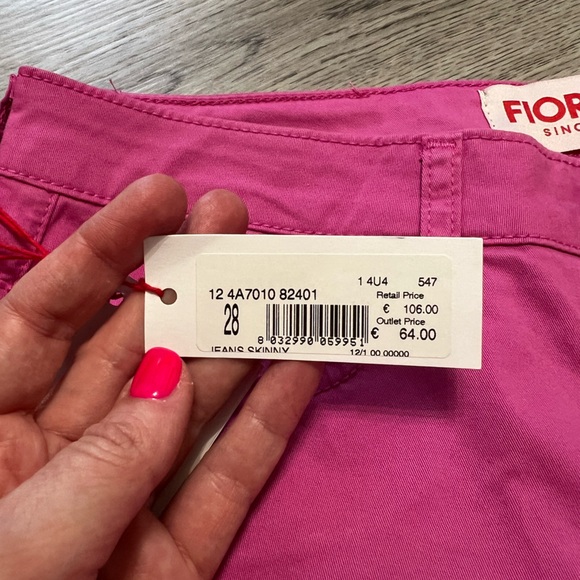 FIOR
SINC
1 4U4 547
12 4A7010 82401
Retail Price
€ 106.00
28
Outlet Price
€ 64.00
8 032990 059951
JEANS SKINNY
12/1.00.00000